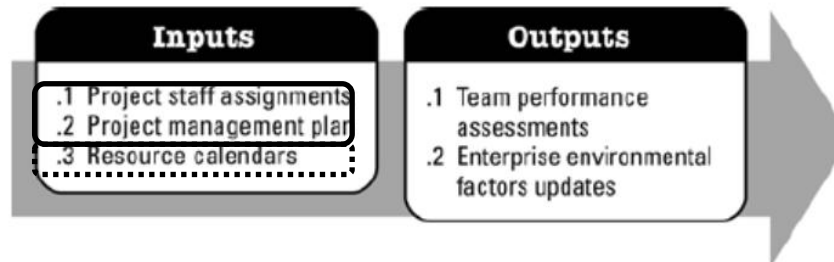 Inputs
.1 Project staff assignments
.2 Project management plan
.3 Resource calendars
Outputs
.1 Team performance
assessments
.2 Enterprise environmental
factors updates